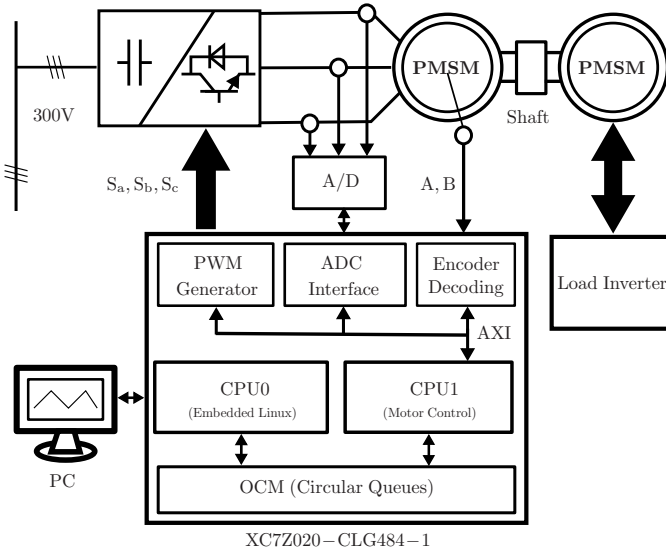 PMSM
PMSM
300V
Shaft
Sa, Sb, Sc
A/D
A, B
PWM
Generator
ADC
Interface
Encoder
Decoding
Load Inverter
AXI
CPU0
(Embedded Linux)
CPU1
(Motor Control)
PC
OCM (Circular Queues)
XC7Z020−CLG484−1